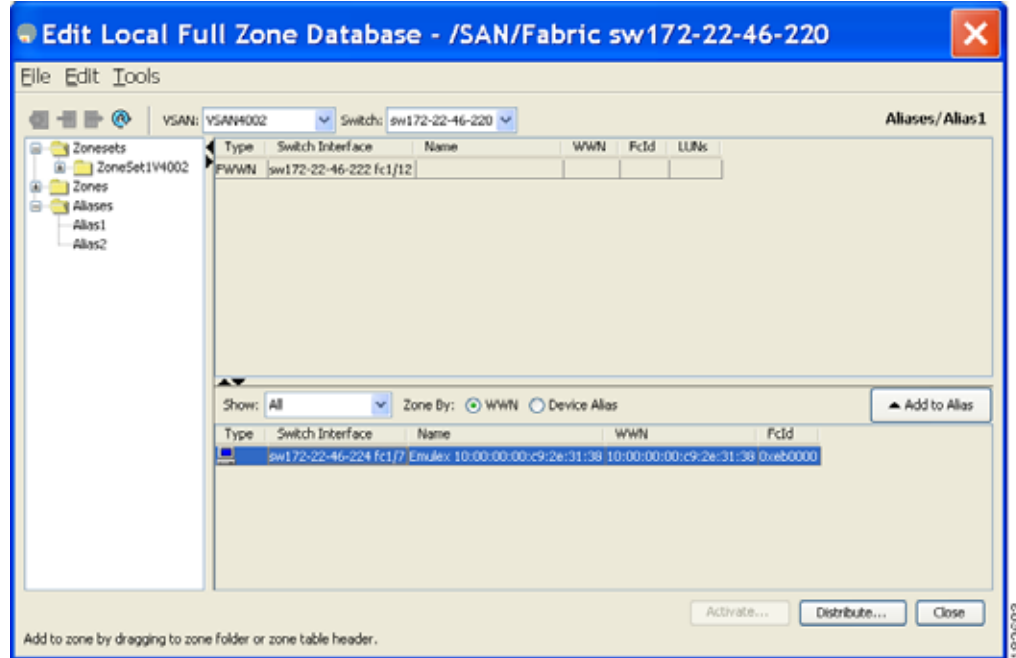 Edit Local Full Zone Database - /SAN/Fabric sw172-22-46-220
File Edit Tools
VSAN: VSAN4002 Switch: sw172-22-46-220 Aliases/Alias1
Zonesets
ZoneSet1V4002
Zones
Aliases
Alias1
Alias2
Type Switch Interface Name WWN FcId LUNs
FWWN sw172-22-46-222 fc1/12
Show: All Zone By: WWN Device Alias Add to Alias
Type Switch Interface Name WWN FcId
sw172-22-46-224 fc1/7 Emulex 10:00:00:00:c9:2e:31:38 10:00:00:00:c9:2e:31:38 0xeb0000
Activate... Distribute... Close
Add to zone by dragging to zone folder or zone table header.